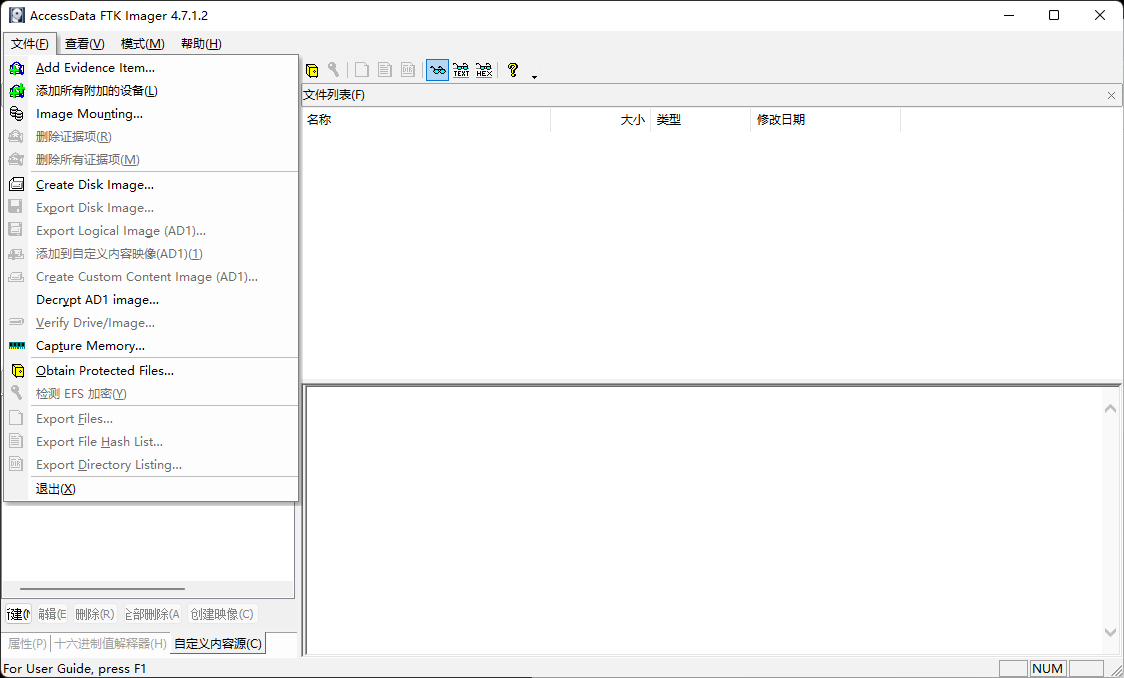 AccessData FTK Imager 4.7.1.2
文件(F) 查看(V) 模式(M) 帮助(H)
Add Evidence Item...
添加所有附加的设备(L)
Image Mounting...
删除证据项(R)
删除所有证据项(M)
Create Disk Image...
Export Disk Image...
Export Logical Image (AD1)...
添加到自定义内容映像(AD1)(1)
Create Custom Content Image (AD1)...
Decrypt AD1 image...
Verify Drive/Image...
Capture Memory...
Obtain Protected Files...
检测 EFS 加密(Y)
Export Files...
Export File Hash List...
Export Directory Listing...
退出(X)
TEXT HEX
文件列表(F)
名称 大小 类型 修改日期
建( 辑(E 删除(R) 部删除(A 创建映像(C)
属性(P) 十六进制值解释器(H) 自定义内容源(C)
For User Guide, press F1
NUM